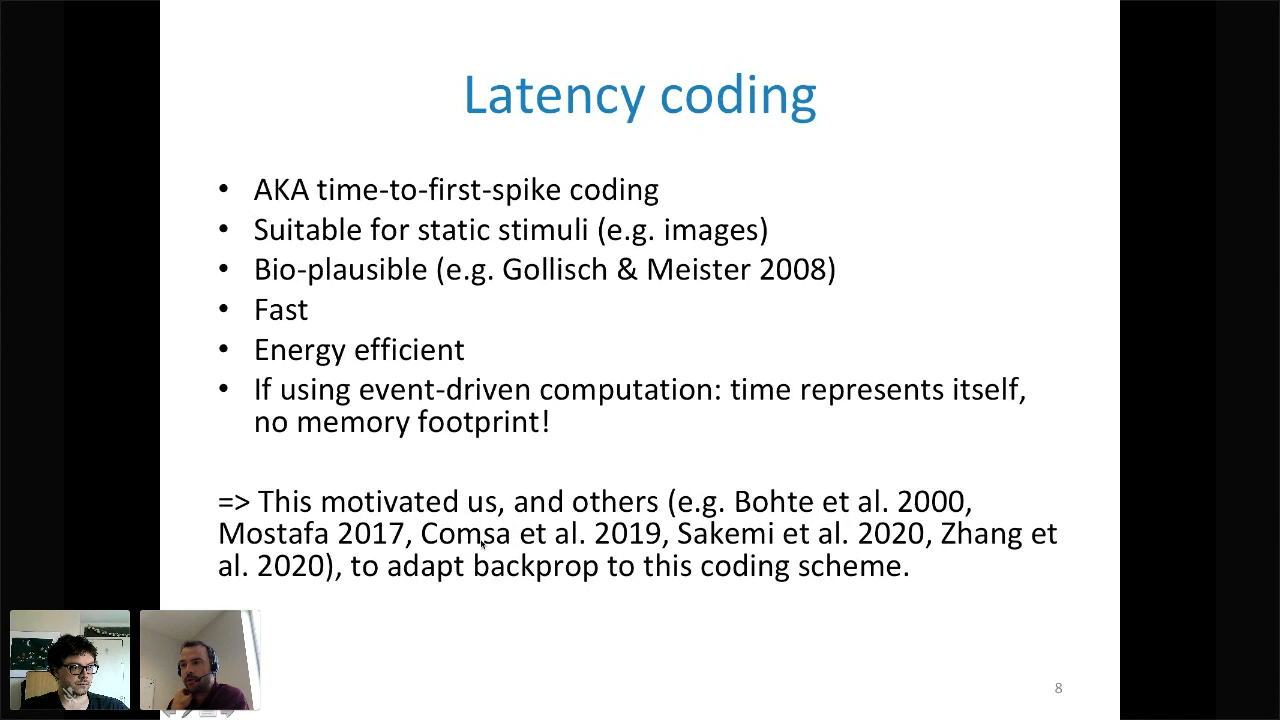 Latency coding
• AKA time-to-first-spike coding
• Suitable for static stimuli (e.g. images)
• Bio-plausible (e.g. Gollisch & Meister 2008)
• Fast
• Energy efficient
• If using event-driven computation: time represents itself,
no memory footprint!
=> This motivated us, and others (e.g. Bohte et al. 2000,
Mostafa 2017, Comsa et al. 2019, Sakemi et al. 2020, Zhang et
al. 2020), to adapt backprop to this coding scheme.
8